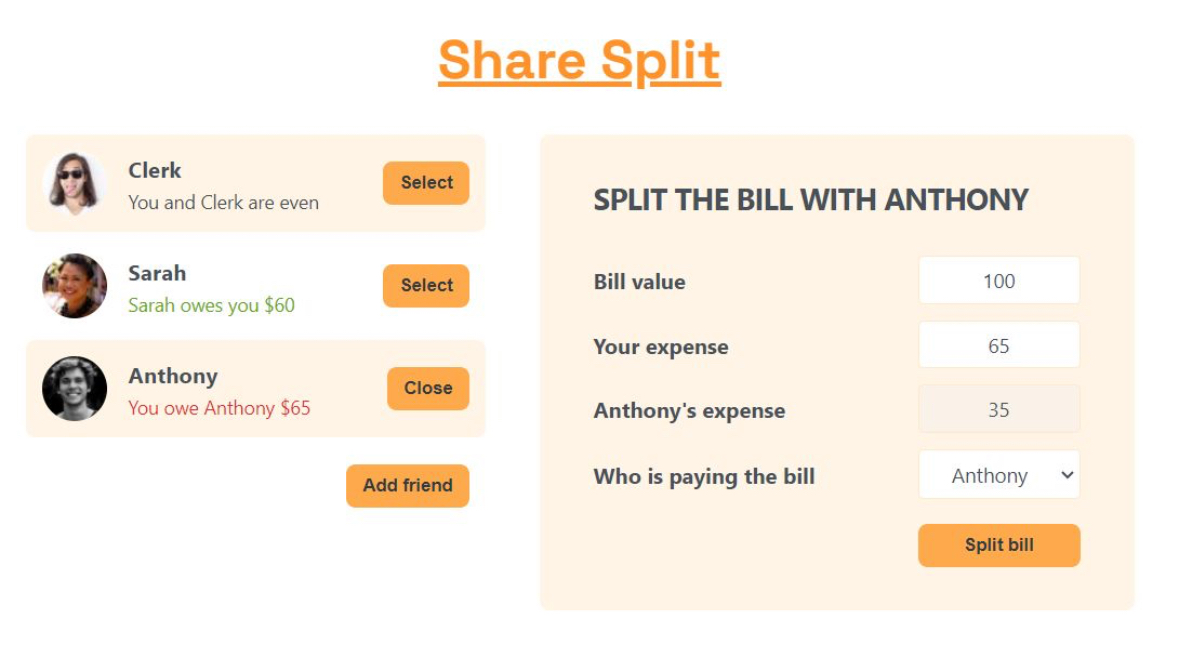 Share Split
Clerk
You and Clerk are even
Select
Sarah
Sarah owes you $60
Select
Anthony
You owe Anthony $65
Close
Add friend
SPLIT THE BILL WITH ANTHONY
Bill value
100
Your expense
65
Anthony's expense
35
Who is paying the bill
Anthony
Split bill